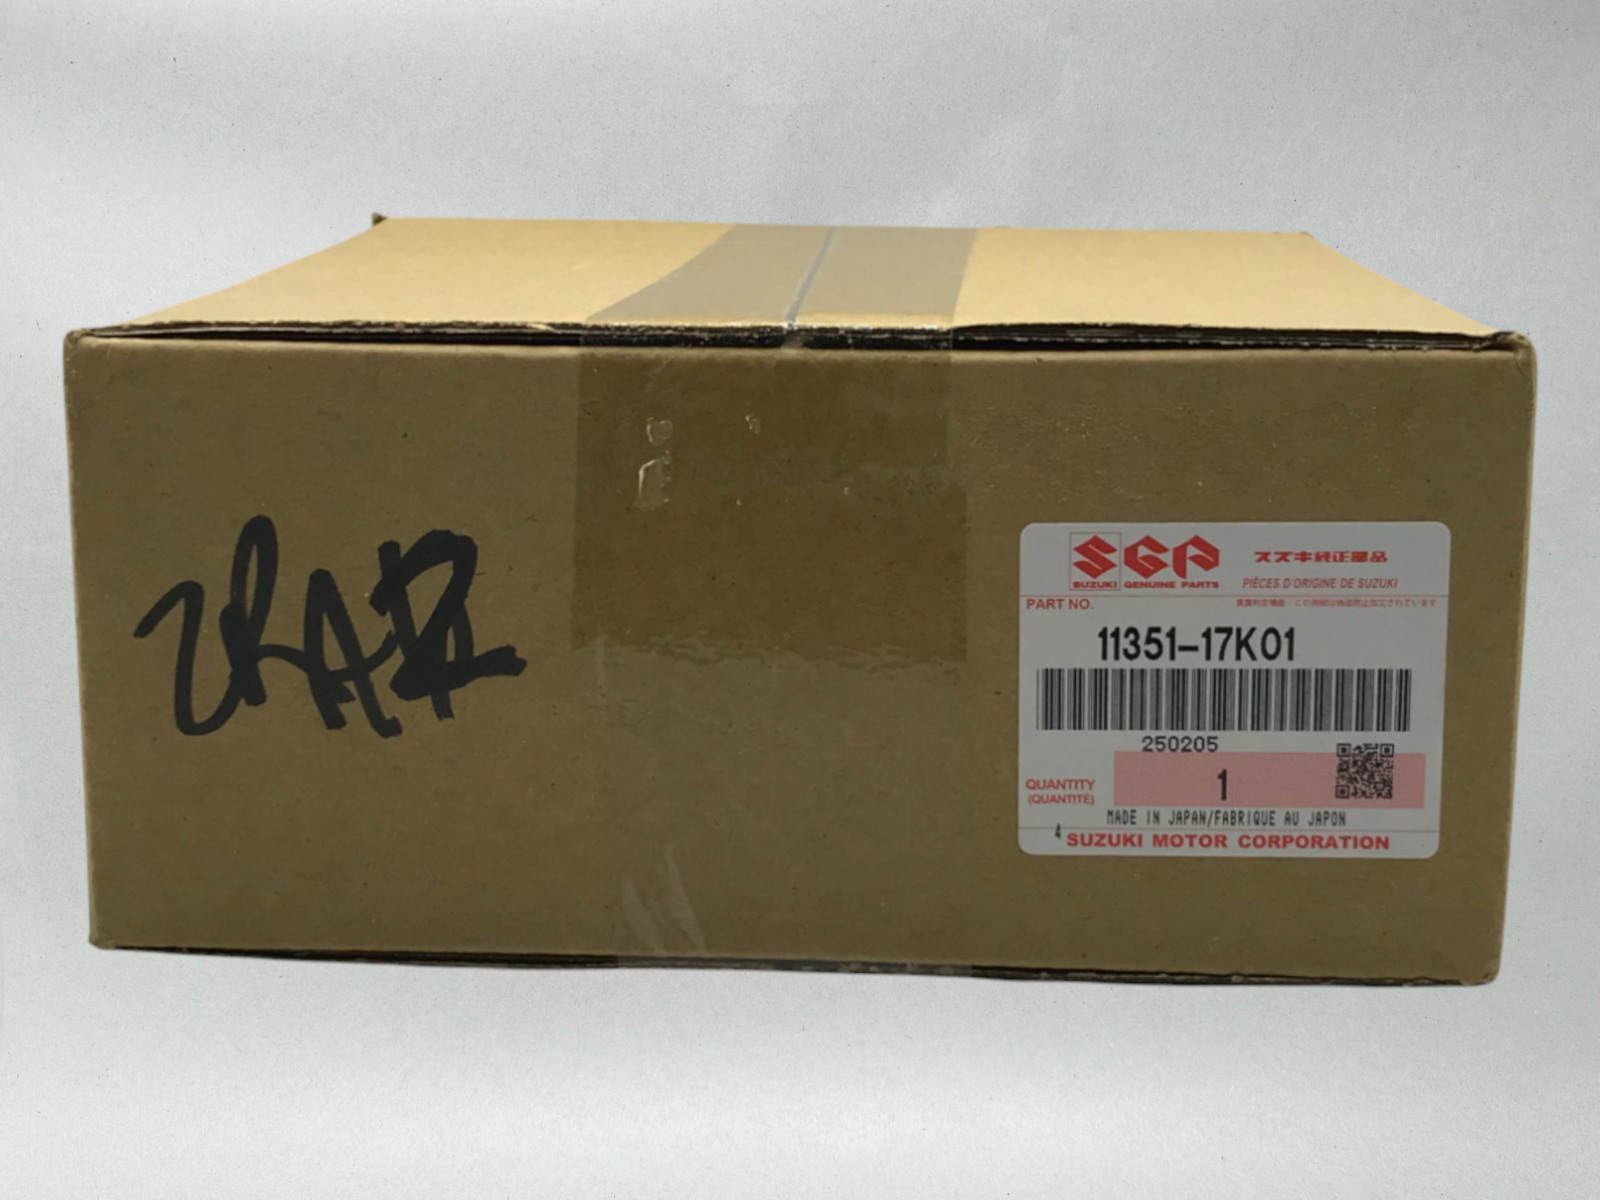 SGP
SUZUKI GENUINE PARTS
スズキ純正部品
PIÈCES D'ORIGINE DE SUZUKI
PART NO.
11351-17K01
250205
QUANTITY
(QUANTITÉ)
1
MADE IN JAPAN/FABRIQUE AU JAPON
4
SUZUKI MOTOR CORPORATION